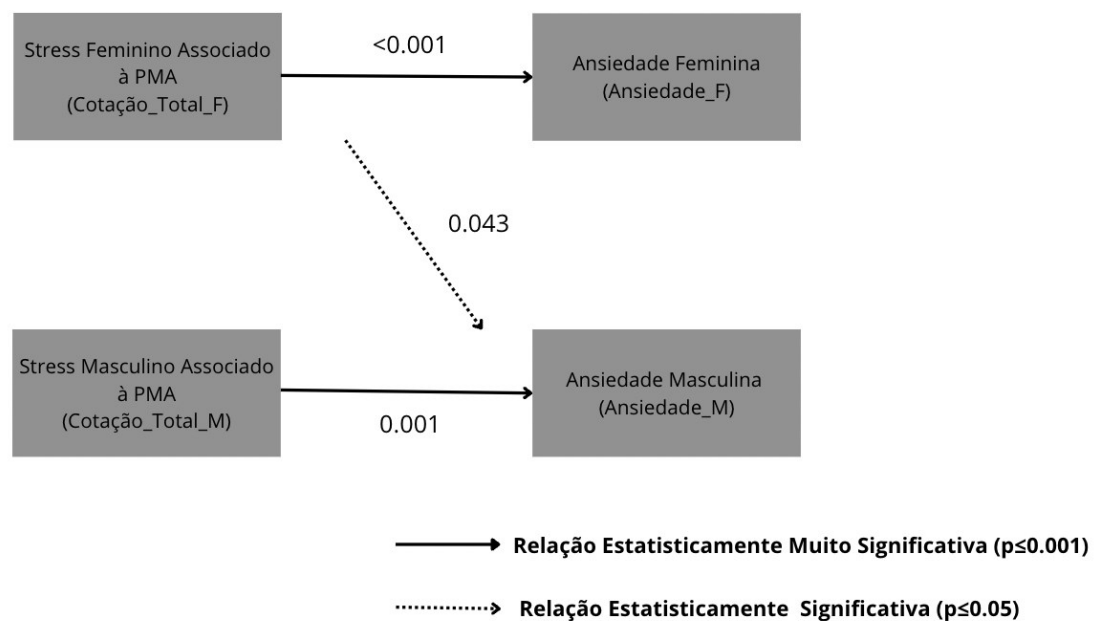 Stress Feminino Associado
à PMA
(Cotação_Total_F)
<0.001
Ansiedade Feminina
(Ansiedade_F)
0.043
Stress Masculino Associado
à PMA
(Cotação_Total_M)
0.001
Ansiedade Masculina
(Ansiedade_M)
Relação Estatisticamente Muito Significativa (p≤0.001)
Relação Estatisticamente Significativa (p≤0.05)